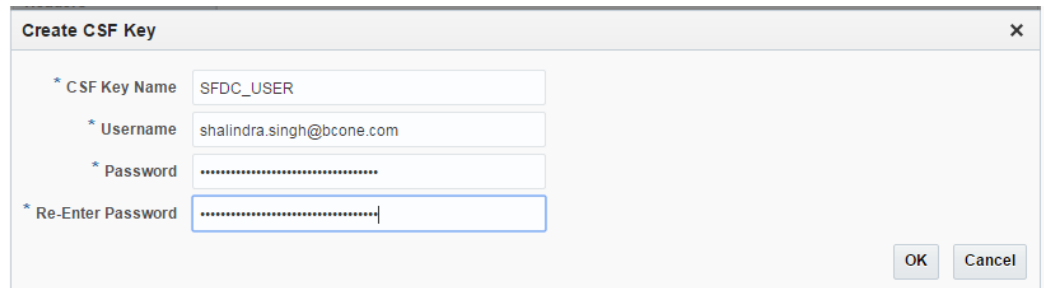 Create CSF Key
* CSF Key Name SFDC_USER
* Username shalindra.singh@bcone.com
* Password ••••••••••••••••••••••••••••••••••
* Re-Enter Password ••••••••••••••••••••••••••••••••••
OK Cancel